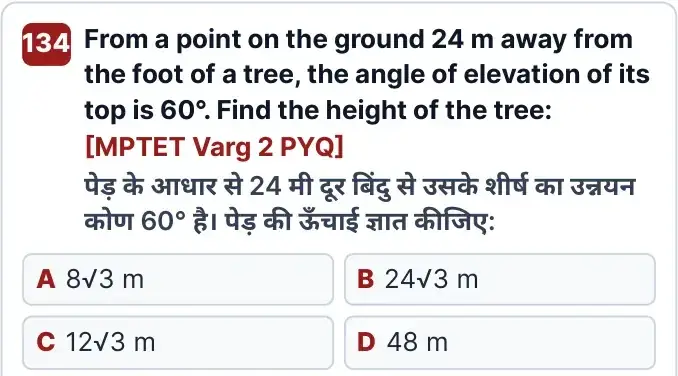 134 From a point on the ground 24 m away from
the foot of a tree, the angle of elevation of its
top is 60°. Find the height of the tree:
[MPTET Varg 2 PYQ]
पेड़ के आधार से 24 मी दूर बिंदु से उसके शीर्ष का उन्नयन
कोण 60° है। पेड़ की ऊँचाई ज्ञात कीजिए:
A 8√3 m
B 24√3 m
C 12√3 m
D 48 m